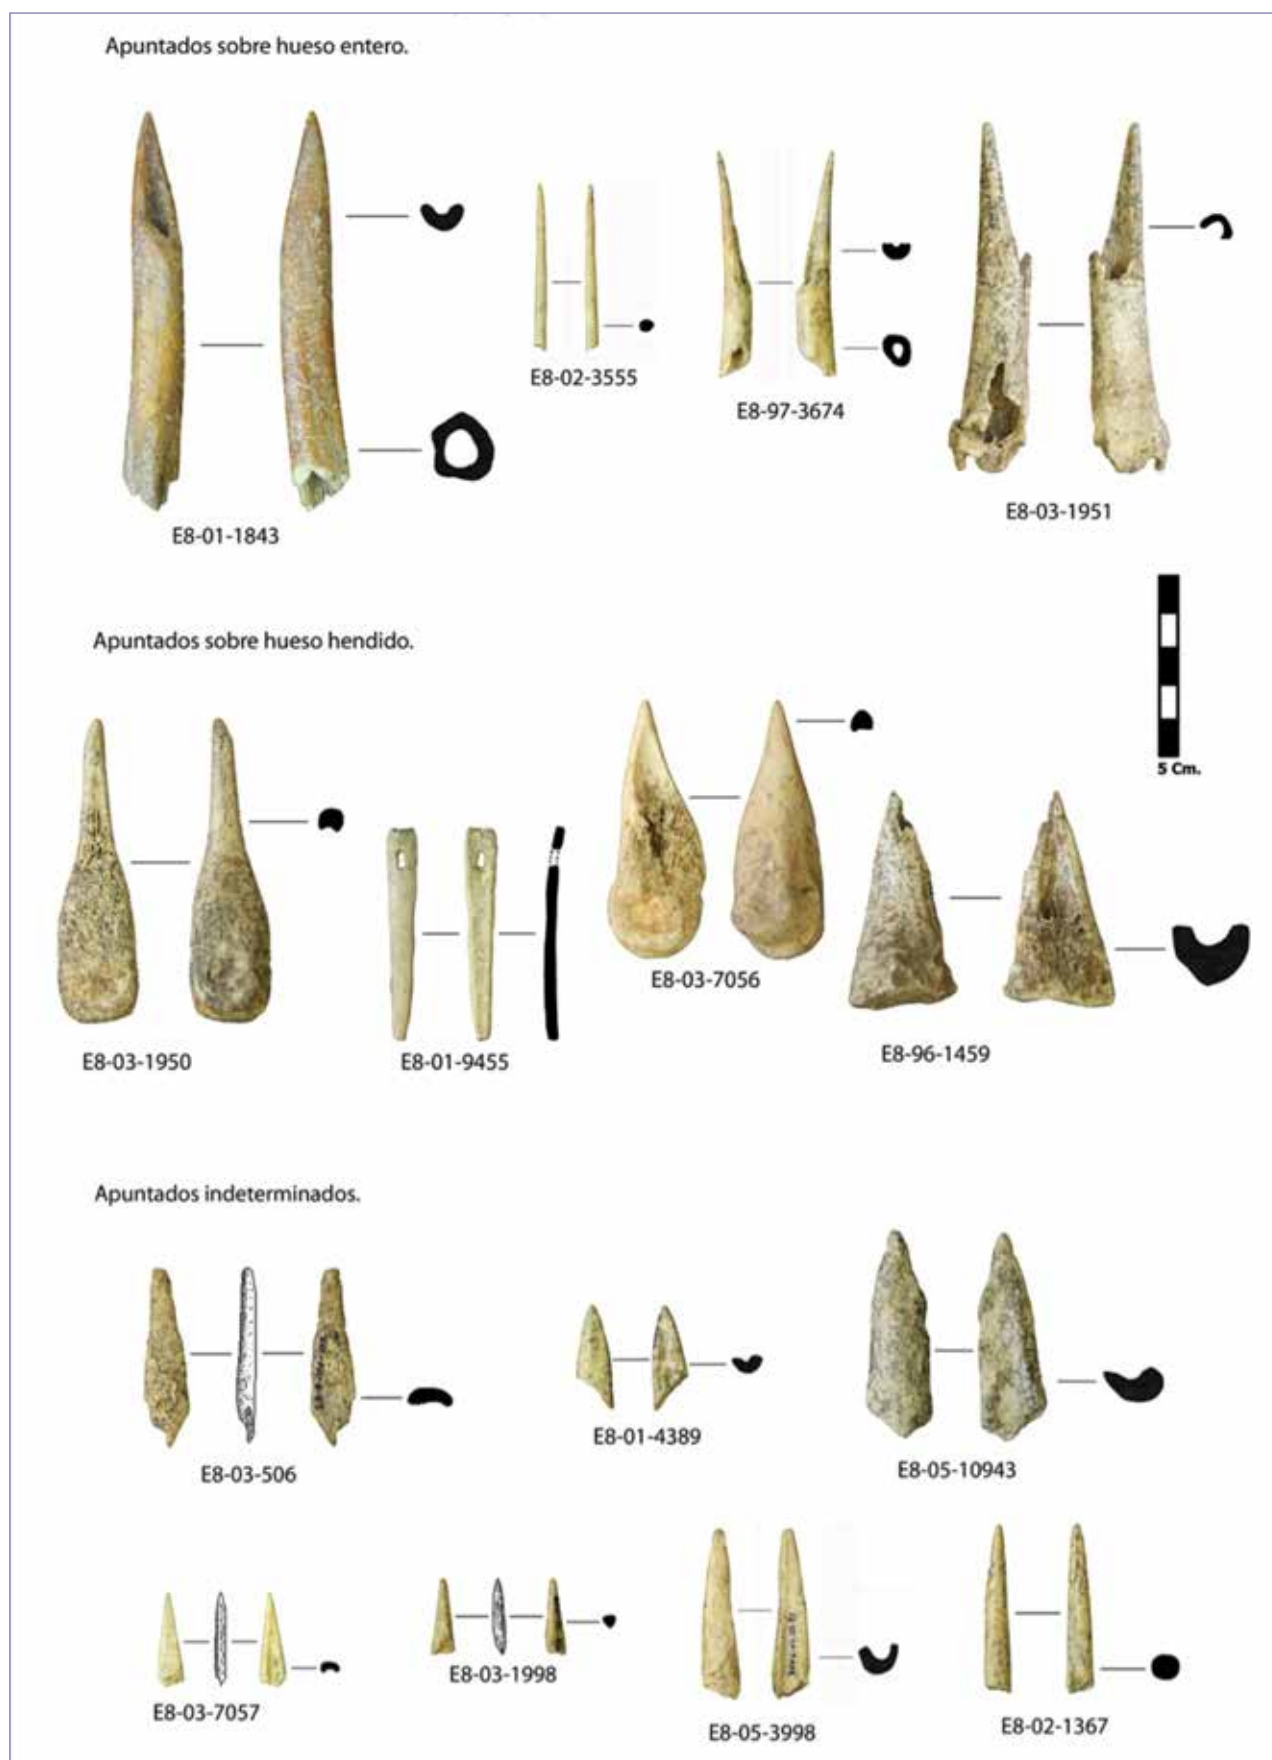 Apuntados sobre hueso entero.
E8-02-3555
E8-97-3674
E8-03-1951
E8-01-1843
Apuntados sobre hueso hendido.
5 Cm.
E8-03-7056
E8-96-1459
E8-03-1950
E8-01-9455
Apuntados indeterminados.
E8-01-4389
E8-05-10943
E8-03-506
E8-03-1998
E8-03-7057
E8-05-3998
E8-02-1367